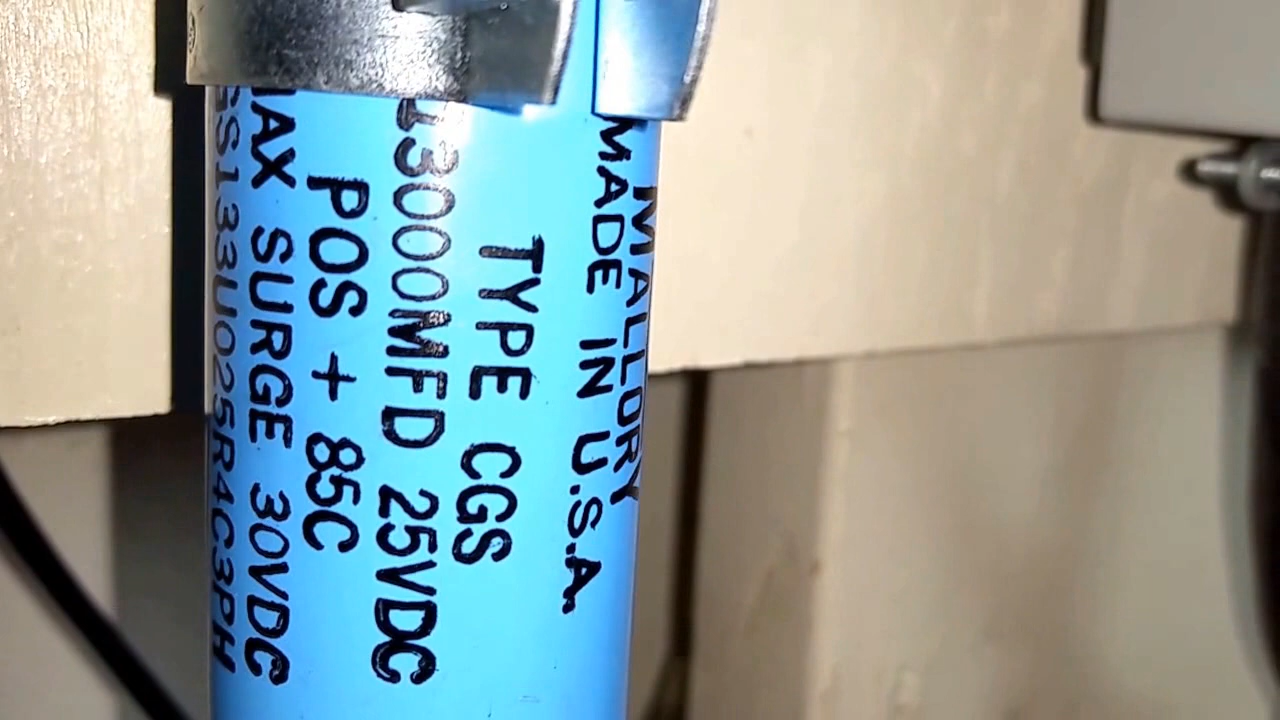 MALLORY
MADE IN U.S.A.
TYPE CGS
13000MFD 25VDC
POS + 85C
MAX SURGE 30VDC
CGS133U025R4C3PH